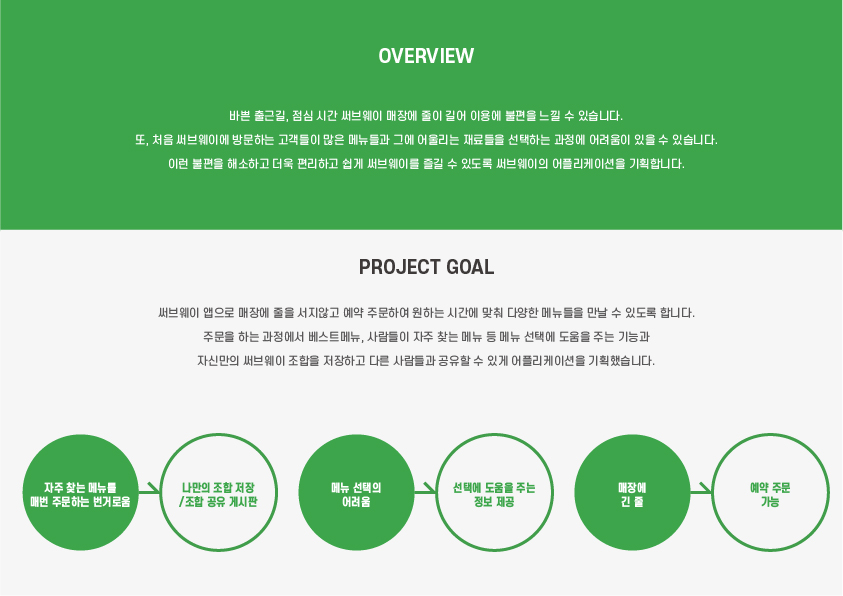 OVERVIEW
바쁜 출근길, 점심 시간 써브웨이 매장에 줄이 길어 이용에 불편을 느낄 수 있습니다.
또, 처음 써브웨이에 방문하는 고객들이 많은 메뉴들과 그에 어울리는 재료들을 선택하는 과정에 어려움이 있을 수 있습니다.
이런 불편을 해소하고 더욱 편리하고 쉽게 써브웨이를 즐길 수 있도록 써브웨이의 어플리케이션을 기획합니다.
PROJECT GOAL
써브웨이 앱으로 매장에 줄을 서지않고 예약 주문하여 원하는 시간에 맞춰 다양한 메뉴들을 만날 수 있도록 합니다.
주문을 하는 과정에서 베스트메뉴, 사람들이 자주 찾는 메뉴 등 메뉴 선택에 도움을 주는 기능과
자신만의 써브웨이 조합을 저장하고 다른 사람들과 공유할 수 있게 어플리케이션을 기획했습니다.
자주 찾는 메뉴를
매번 주문하는 번거로움
나만의 조합 저장
/조합 공유 게시판
메뉴 선택의
어려움
선택에 도움을 주는
정보 제공
매장에
긴 줄
예약 주문
가능